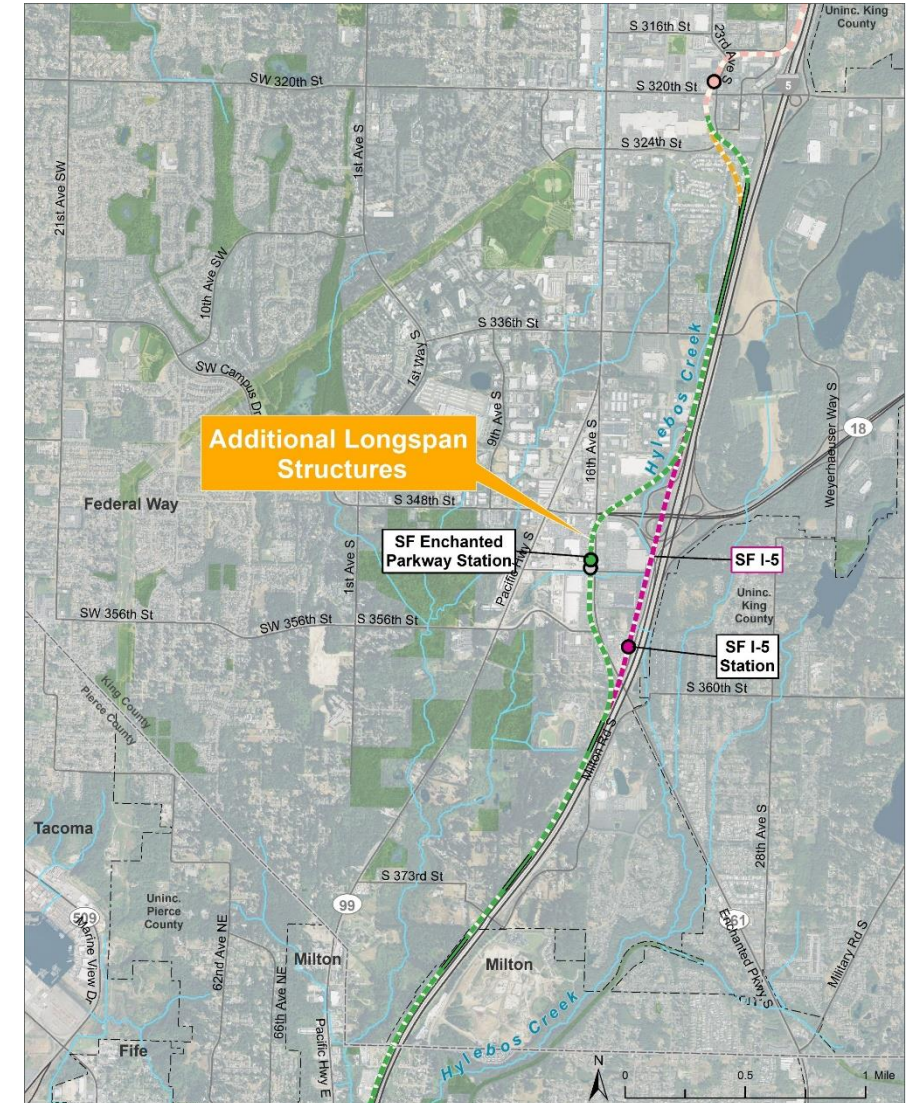 Uninc. King
County
S 316th St
23rd Ave S
SW 320th St
S 320th St
5
S 324th St
1st Ave S
21st Ave SW
10th Ave SW
S 336th St
1st Way S
SW Campus Dr
9th Ave S
16th Ave S
Hylebos Creek
Weyerhaeuser Way S
18
Additional Longspan
Structures
S 348th St
Federal Way
SF Enchanted
Parkway Station
Pacific Hwy S
SF I-5
1st Ave S
Uninc.
King
County
SW 356th St
SW 356th St
S 356th St
SF I-5
Station
S 360th St
King County
Pierce County
Milton Rd S
Tacoma
28th Ave S
S 373rd St
Uninc.
Pierce
County
99
509
Marine View Dr
62nd Ave NE
Milton
Milton
161
Enchanted Pkwy S
Military Rd S
66th Ave NE
Pacific Hwy E
Hylebos Creek
Fife
N
0
0.5
1 Mile